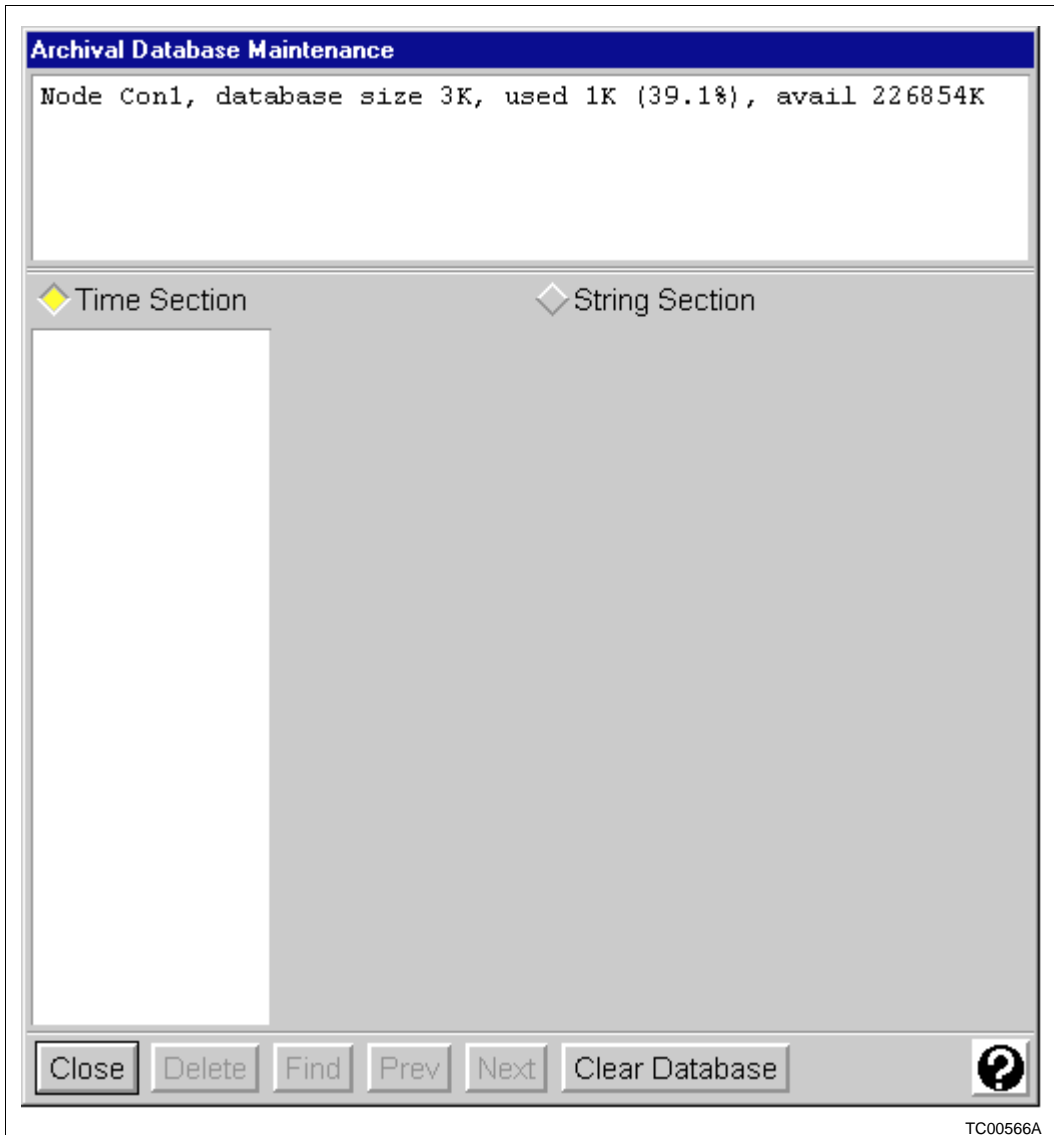 Archival Database Maintenance
Node Con1, database size 3K, used 1K (39.1%), avail 226854K
Time Section
String Section
Close Delete Find Prev Next Clear Database ?
TC00566A